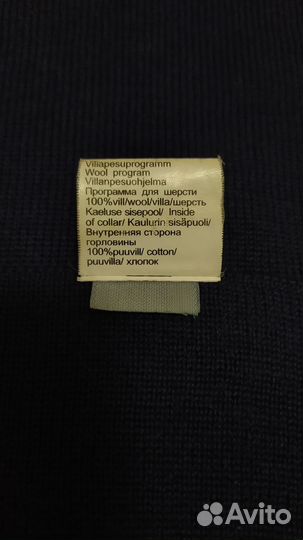 Villapesuprogramm
Wool program
Villanpesuohjelma
Программа для шерсти
100%vill/wool/villa/шерсть
Kaeluse sisepool/ Inside
of collar/ Kaulurin sisäpuoli/
Внутренняя сторона
горловины
100%puuvill/ cotton/
puuvilla/ хлопок
Avito